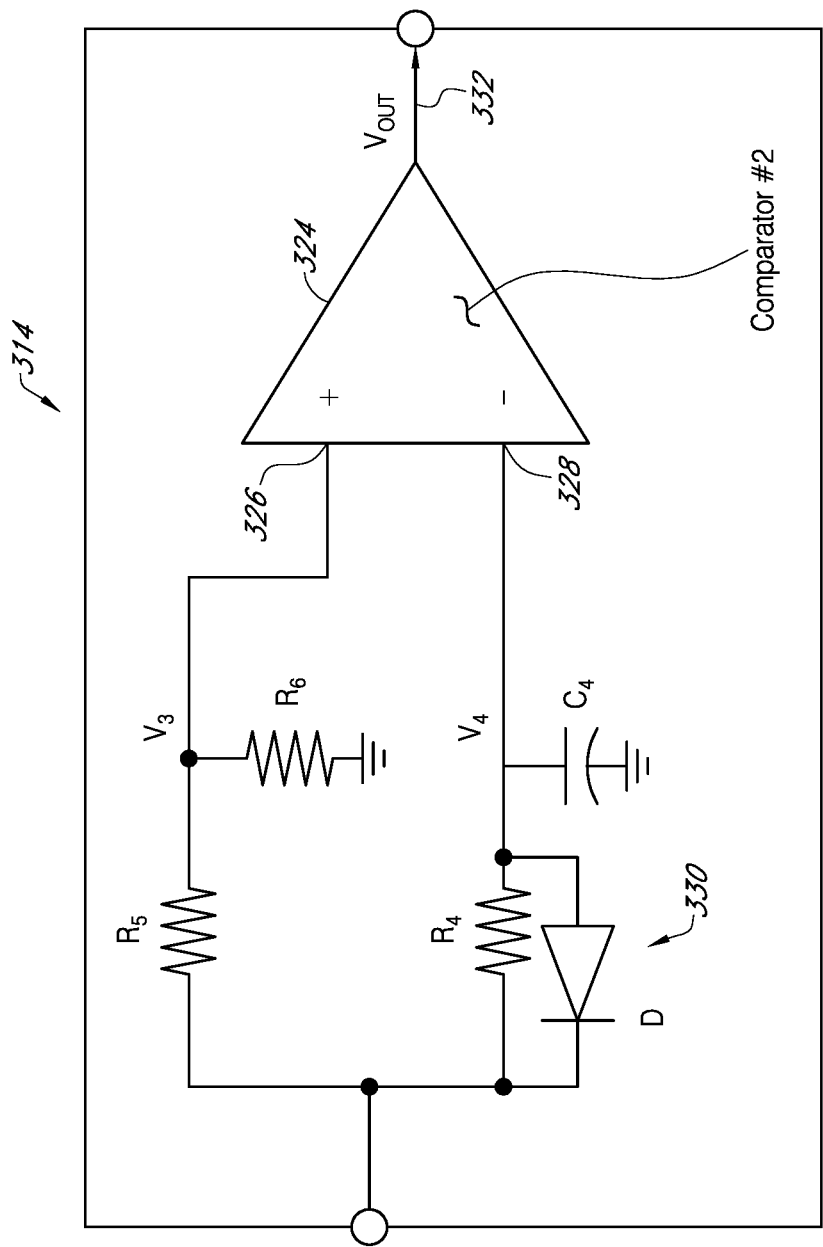 314
R5
V3
R6
326
+
324
VOUT
332
R4
V4
C4
328
-
Comparator #2
D
330